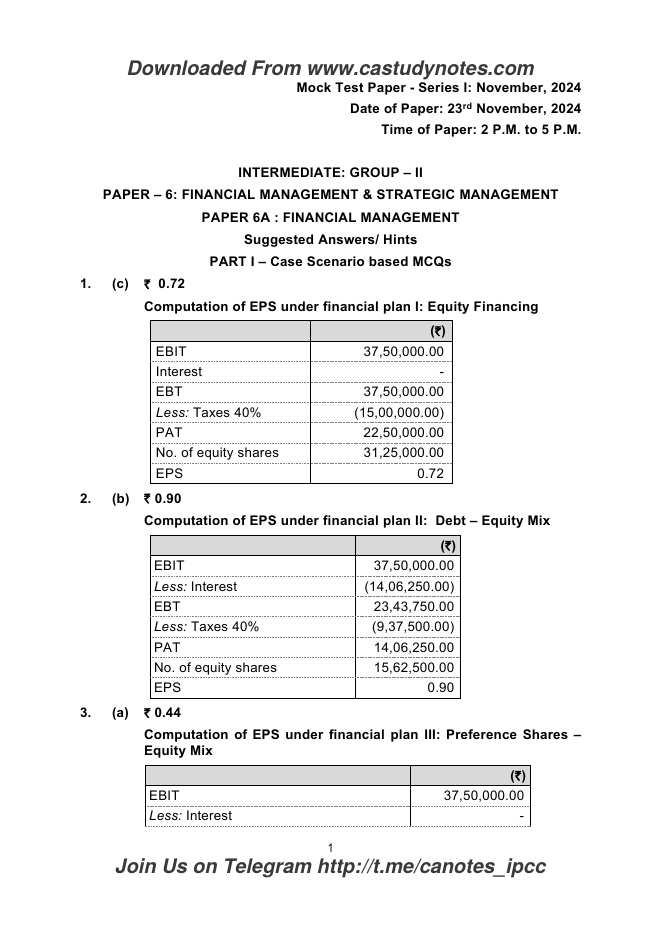 Downloaded From www.castudynotes.com
Mock Test Paper - Series I: November, 2024
Date of Paper: 23rd November, 2024
Time of Paper: 2 P.M. to 5 P.M.
INTERMEDIATE: GROUP – II
PAPER – 6: FINANCIAL MANAGEMENT & STRATEGIC MANAGEMENT
PAPER 6A : FINANCIAL MANAGEMENT
Suggested Answers/ Hints
PART I – Case Scenario based MCQs
1. (c) ₹ 0.72
Computation of EPS under financial plan I: Equity Financing
(₹)
EBIT 37,50,000.00
Interest -
EBT 37,50,000.00
Less: Taxes 40% (15,00,000.00)
PAT 22,50,000.00
No. of equity shares 31,25,000.00
EPS 0.72
2. (b) ₹ 0.90
Computation of EPS under financial plan II: Debt – Equity Mix
(₹)
EBIT 37,50,000.00
Less: Interest (14,06,250.00)
EBT 23,43,750.00
Less: Taxes 40% (9,37,500.00)
PAT 14,06,250.00
No. of equity shares 15,62,500.00
EPS 0.90
3. (a) ₹ 0.44
Computation of EPS under financial plan III: Preference Shares –
Equity Mix
(₹)
EBIT 37,50,000.00
Less: Interest -
1
Join Us on Telegram http://t.me/canotes_ipcc